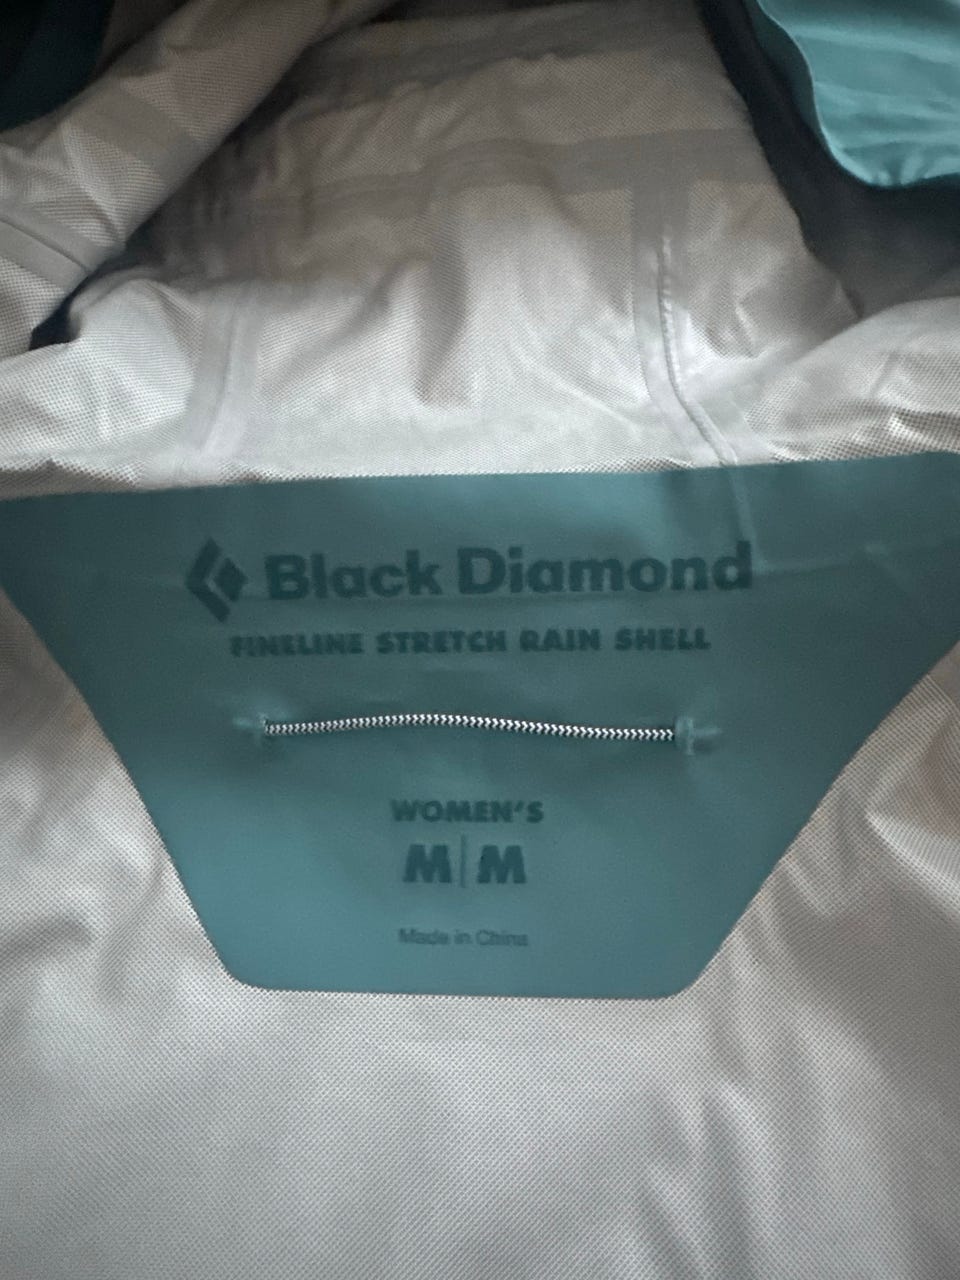 Black Diamond
FINELINE STRETCH RAIN SHELL
WOMEN'S
M|M
Made in China